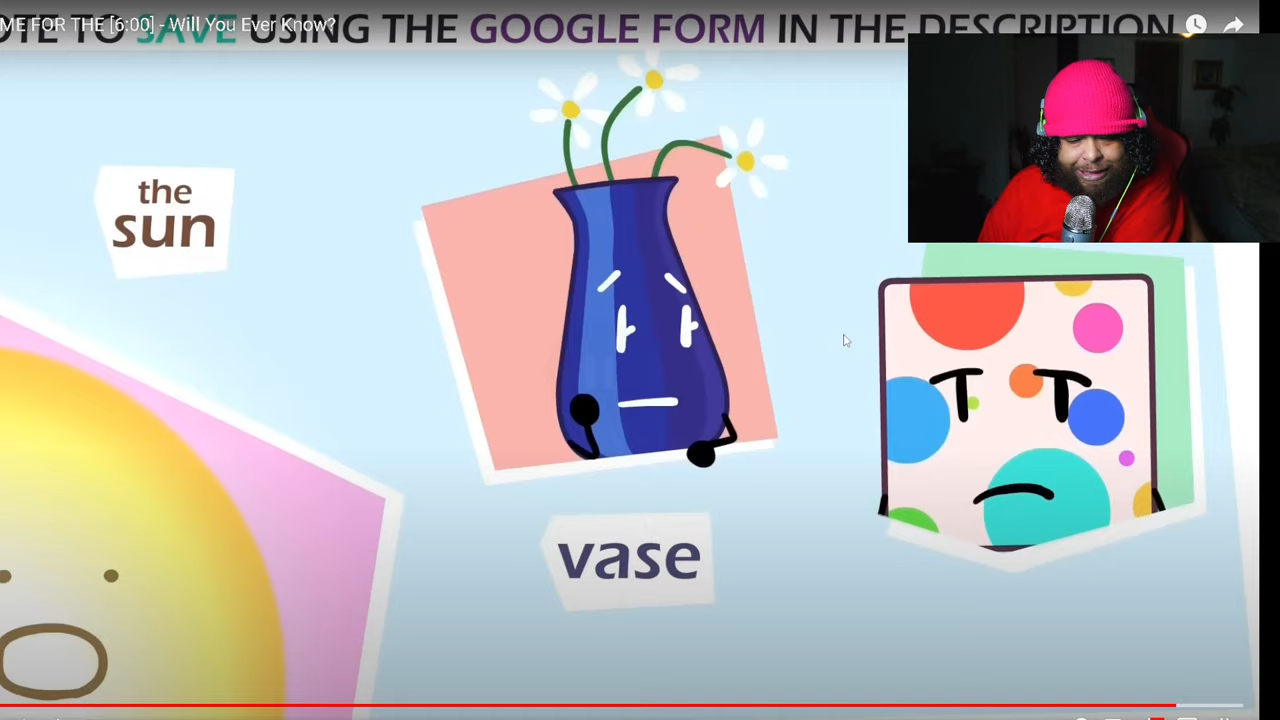 ME FOR THE [6:00] - Will You Ever Know?
TE TO SAVE USING THE GOOGLE FORM IN THE DESCRIPTION
the
sun
vase